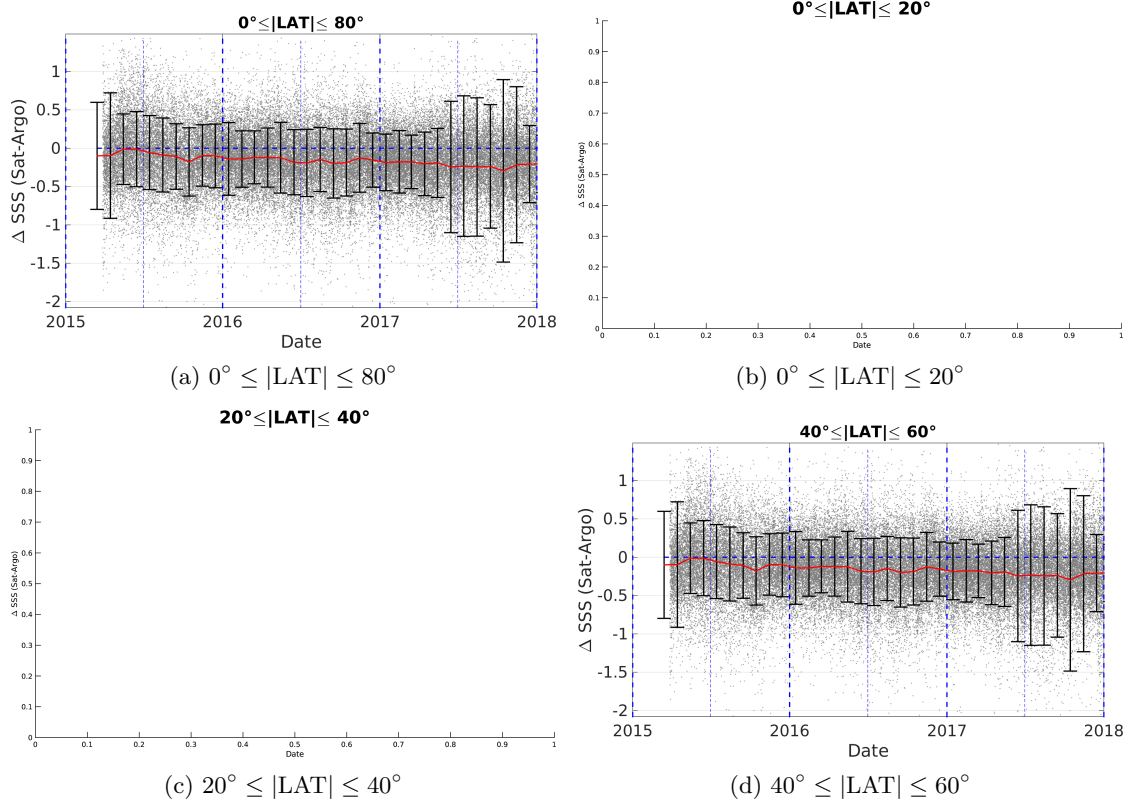 0°≤|LAT|≤ 80°
Δ SSS (Sat-Argo)
1
0.5
0
-0.5
-1
-1.5
-2
2015 2016 2017 2018
Date
(a) 0° ≤ |LAT| ≤ 80°
0°≤|LAT|≤ 20°
Δ SSS (Sat-Argo)
1
0.9
0.8
0.7
0.6
0.5
0.4
0.3
0.2
0.1
0
0 0.1 0.2 0.3 0.4 0.5 0.6 0.7 0.8 0.9 1
Date
(b) 0° ≤ |LAT| ≤ 20°
20°≤|LAT|≤ 40°
Δ SSS (Sat-Argo)
1
0.9
0.8
0.7
0.6
0.5
0.4
0.3
0.2
0.1
0
0 0.1 0.2 0.3 0.4 0.5 0.6 0.7 0.8 0.9 1
Date
(c) 20° ≤ |LAT| ≤ 40°
40°≤|LAT|≤ 60°
Δ SSS (Sat-Argo)
1
0.5
0
-0.5
-1
-1.5
-2
2015 2016 2017 2018
Date
(d) 40° ≤ |LAT| ≤ 60°